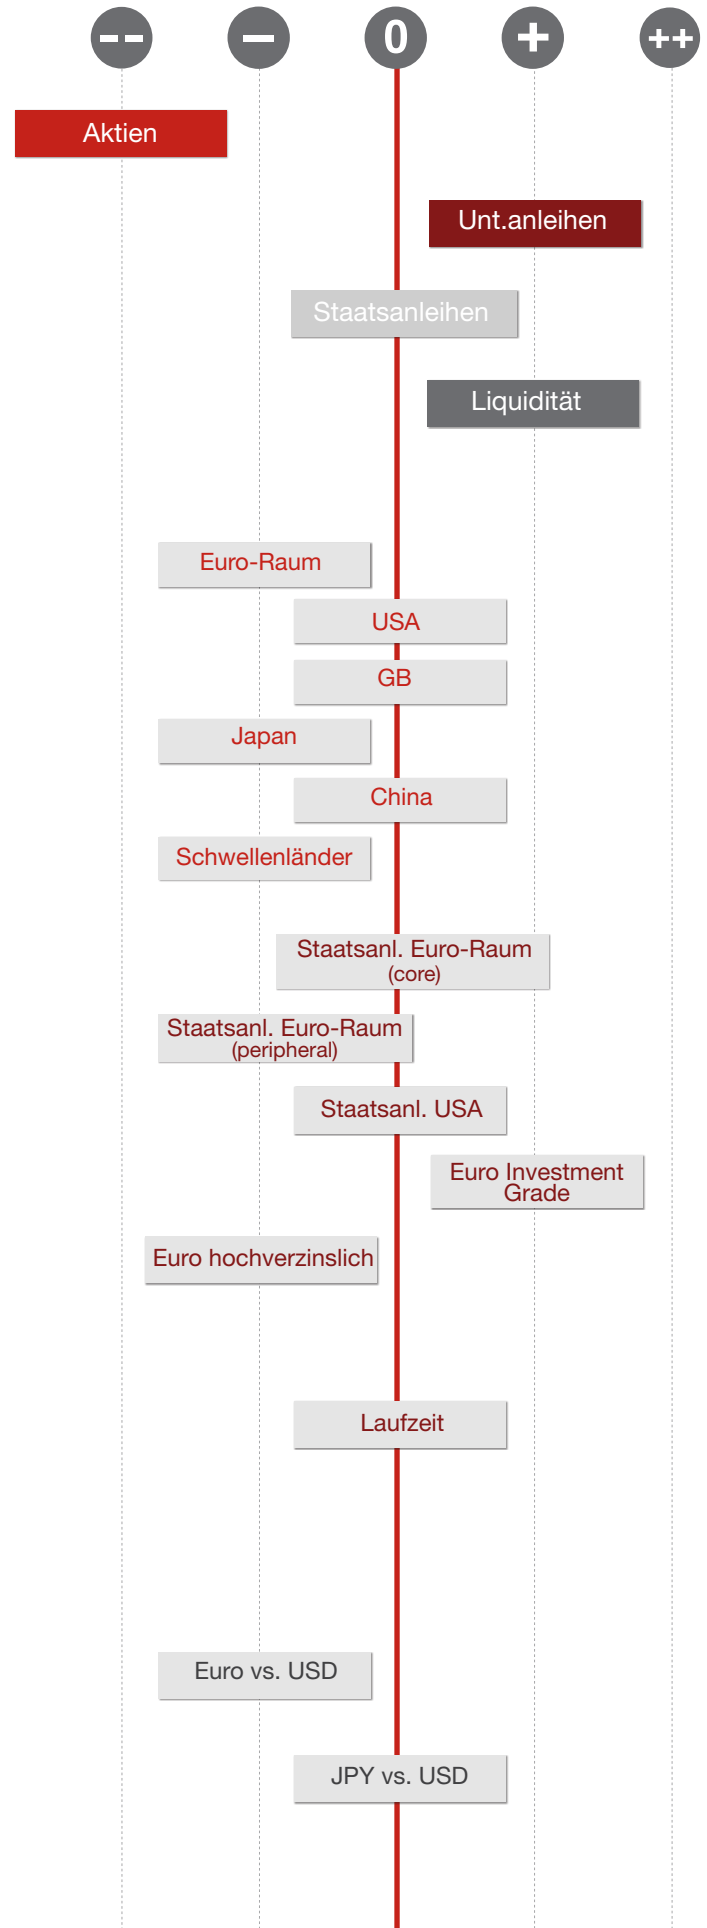 -- - 0 + ++
Aktien
Unt.anleihen
Staatsanleihen
Liquidität
Euro-Raum
USA
GB
Japan
China
Schwellenländer
Staatsanl. Euro-Raum
(core)
Staatsanl. Euro-Raum
(peripheral)
Staatsanl. USA
Euro Investment
Grade
Euro hochverzinslich
Laufzeit
Euro vs. USD
JPY vs. USD